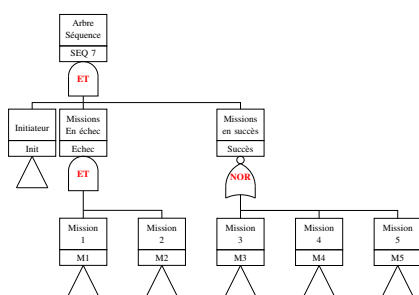 Arbre
Séquence
SEQ 7
ET
Initiateur
Init
Missions
En échec
Echec
ET
Missions
en succès
Succès
NOR
Mission
1
M1
Mission
2
M2
Mission
3
M3
Mission
4
M4
Mission
5
M5